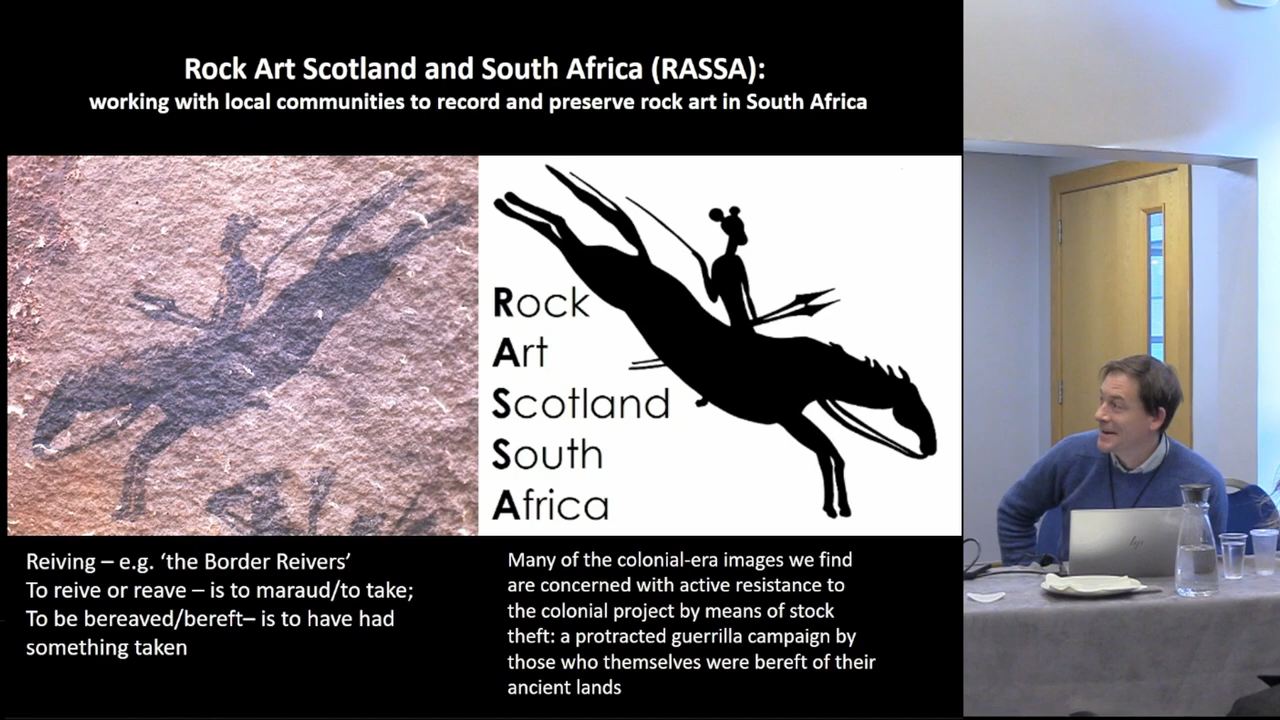 Rock Art Scotland and South Africa (RASSA):
working with local communities to record and preserve rock art in South Africa
Rock
Art
Scotland
South
Africa
Reiving – e.g. ‘the Border Reivers’
To reive or reave – is to maraud/to take;
To be bereaved/bereft– is to have had
something taken
Many of the colonial-era images we find
are concerned with active resistance to
the colonial project by means of stock
theft: a protracted guerrilla campaign by
those who themselves were bereft of their
ancient lands
hp